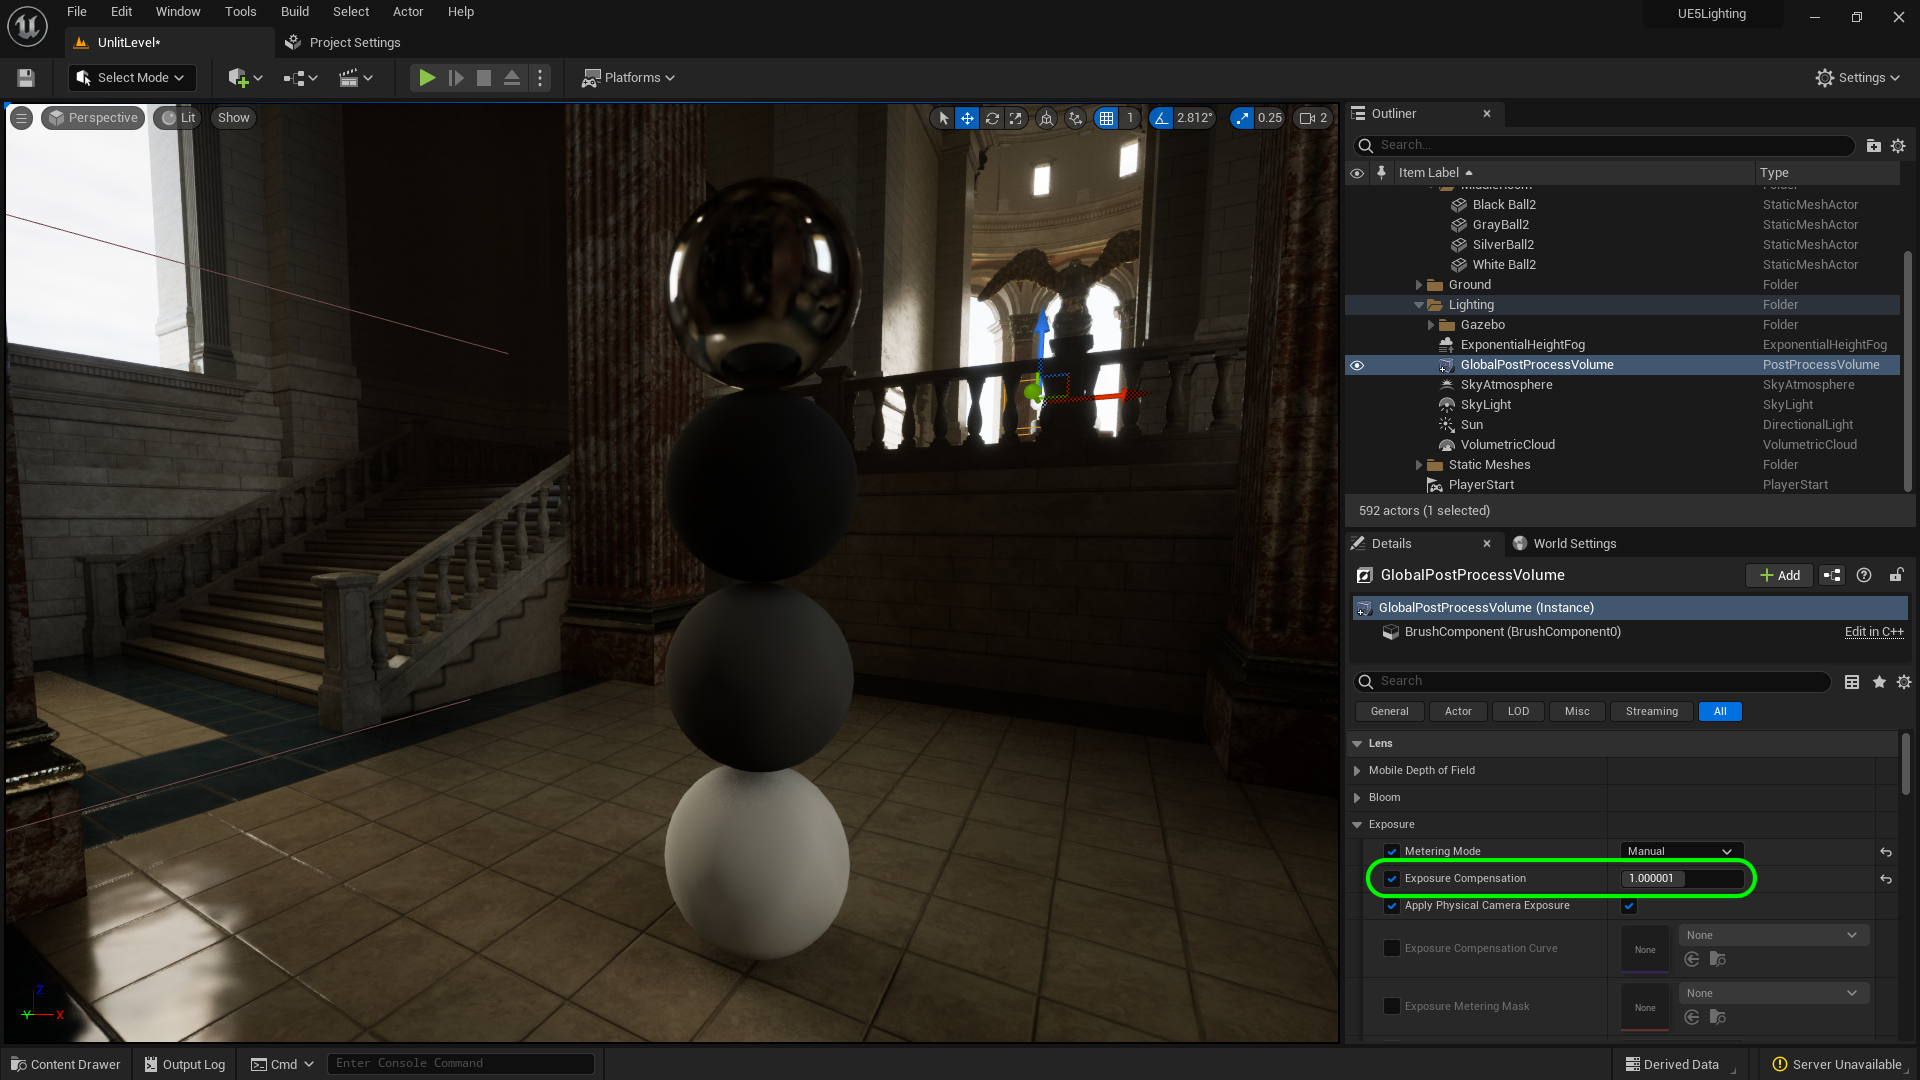 File Edit Window Tools Build Select Actor Help
UE5Lighting
UnlitLevel*
Project Settings
Select Mode
Platforms
Settings
Perspective Lit Show
1 2.812° 0.25 2
Outliner
Search...
Item Label Type
MiddleRoom Folder
Black Ball2 StaticMeshActor
GrayBall2 StaticMeshActor
SilverBall2 StaticMeshActor
White Ball2 StaticMeshActor
Ground Folder
Lighting Folder
Gazebo Folder
ExponentialHeightFog ExponentialHeightFog
GlobalPostProcessVolume PostProcessVolume
SkyAtmosphere SkyAtmosphere
SkyLight SkyLight
Sun DirectionalLight
VolumetricCloud VolumetricCloud
Static Meshes Folder
PlayerStart PlayerStart
592 actors (1 selected)
Details
World Settings
GlobalPostProcessVolume
Add
GlobalPostProcessVolume (Instance)
BrushComponent (BrushComponent0)
Edit in C++
Search
General Actor LOD Misc Streaming All
Lens
Mobile Depth of Field
Bloom
Exposure
Metering Mode Manual
Exposure Compensation 1.000001
Apply Physical Camera Exposure
Exposure Compensation Curve None None
Exposure Metering Mask None None
Z
Y X
Content Drawer Output Log Cmd Enter Console Command
Derived Data Server Unavailable